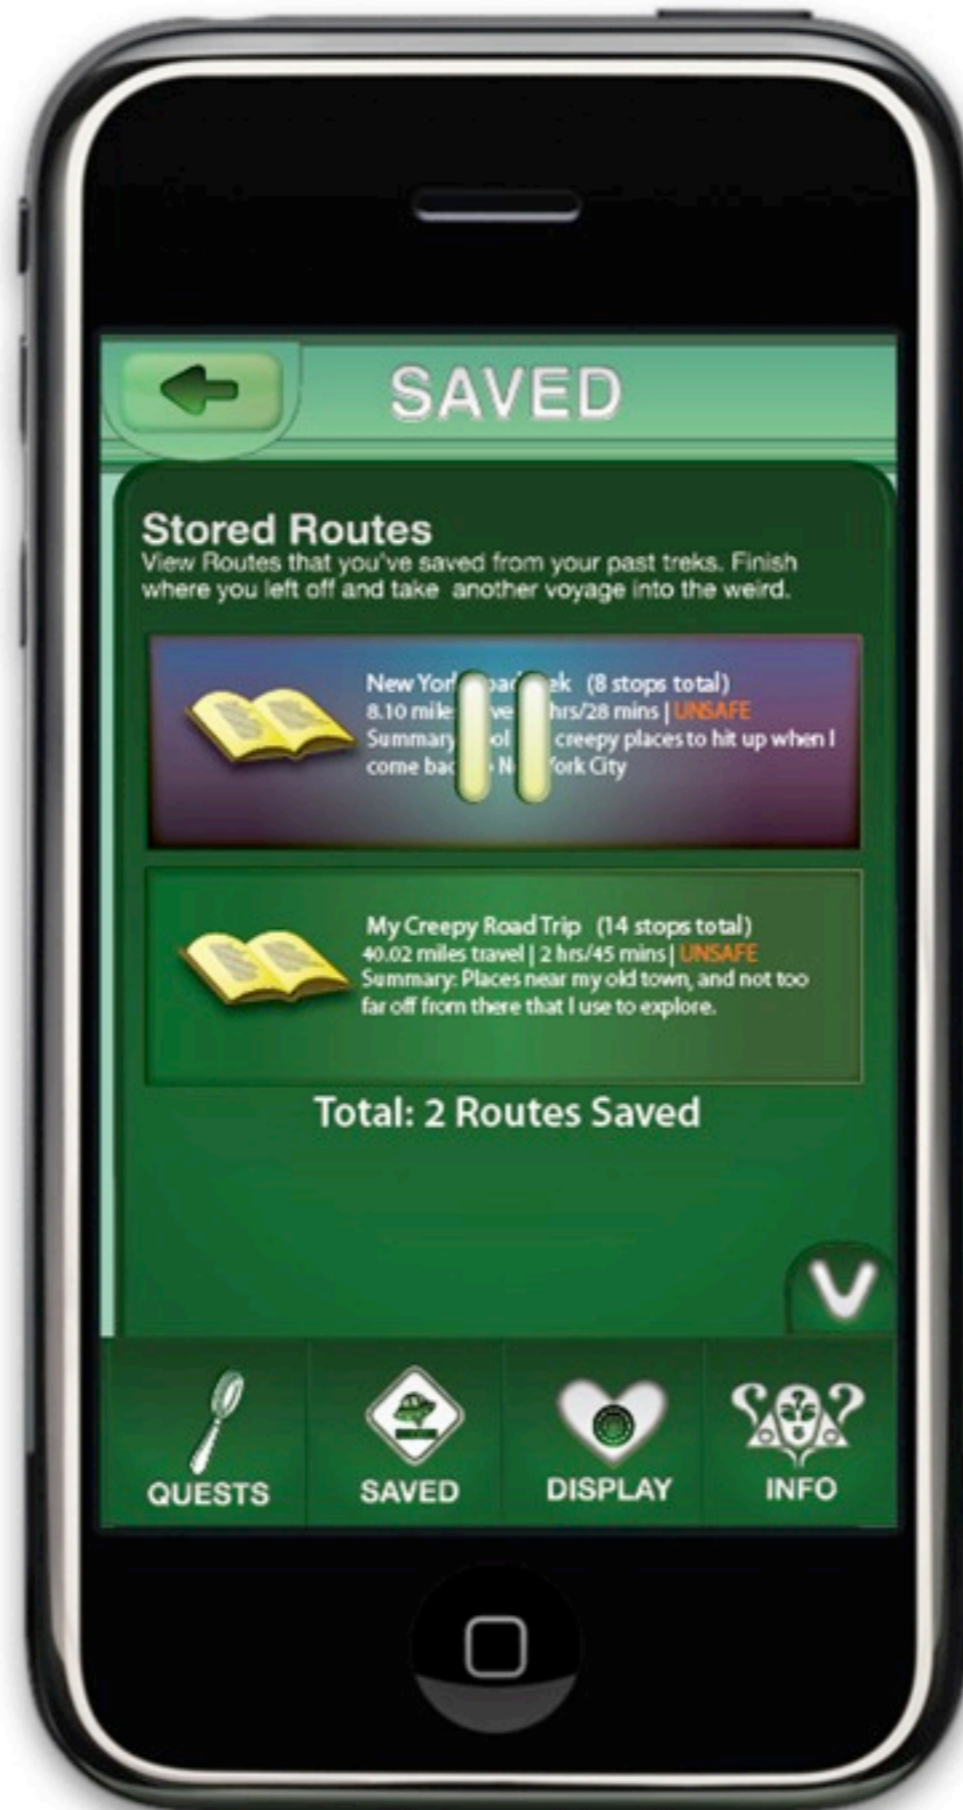 SAVED
Stored Routes
View Routes that you've saved from your past treks. Finish
where you left off and take another voyage into the weird.
New (8 stops total)
8.10 hrs/28 mins | UNSAFE
creepy places to hit up when I
come City
My Creepy Road Trip (14 stops total)
40.02 miles travel | 2 hrs/45 mins | UNSAFE
Summary: Places near my old town, and not too
far off from there that I use to explore.
Total: 2 Routes Saved
QUESTS SAVED DISPLAY INFO